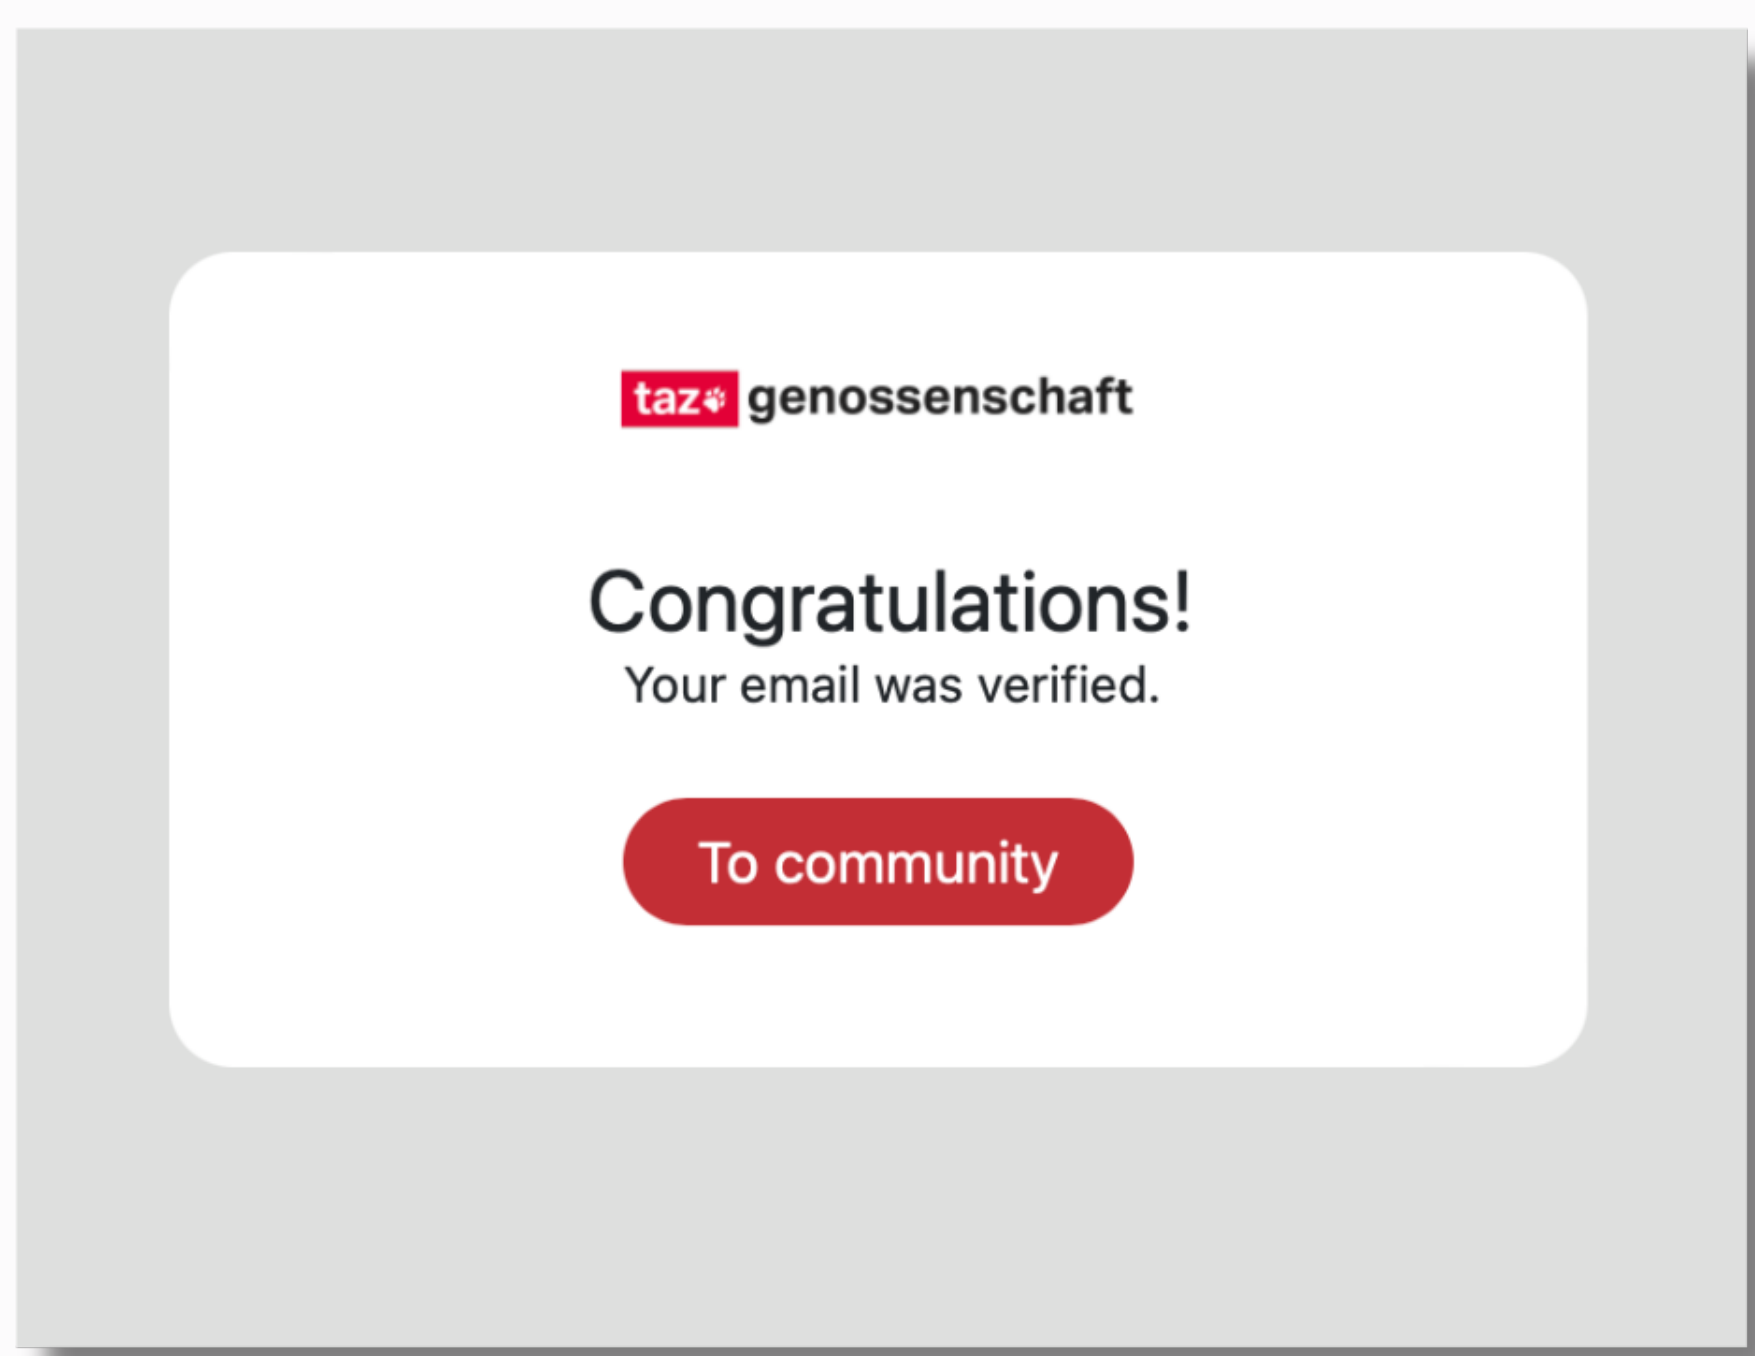 taz genossenschaft
Congratulations!
Your email was verified.
To community